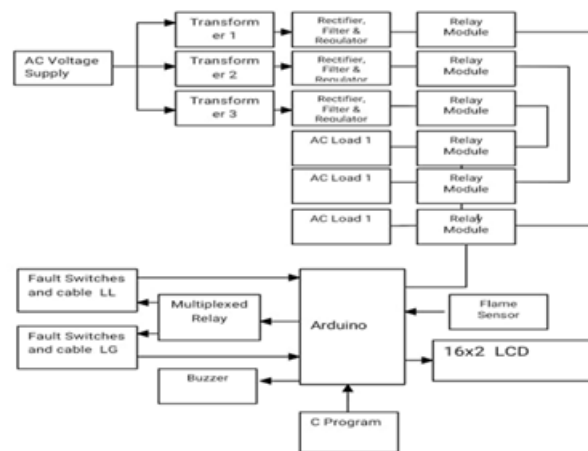 Transform
er 1
Rectifier,
Filter &
Regulator
Relay
Module
AC Voltage
Supply
Transform
er 2
Rectifier,
Filter &
Regulator
Relay
Module
Transform
er 3
Rectifier,
Filter &
Regulator
Relay
Module
AC Load 1
Relay
Module
AC Load 1
Relay
Module
AC Load 1
Relay
Module
Fault Switches
and cable LL
Multiplexed
Relay
Arduino
Flame
Sensor
Fault Switches
and cable LG
16x2 LCD
Buzzer
C Program